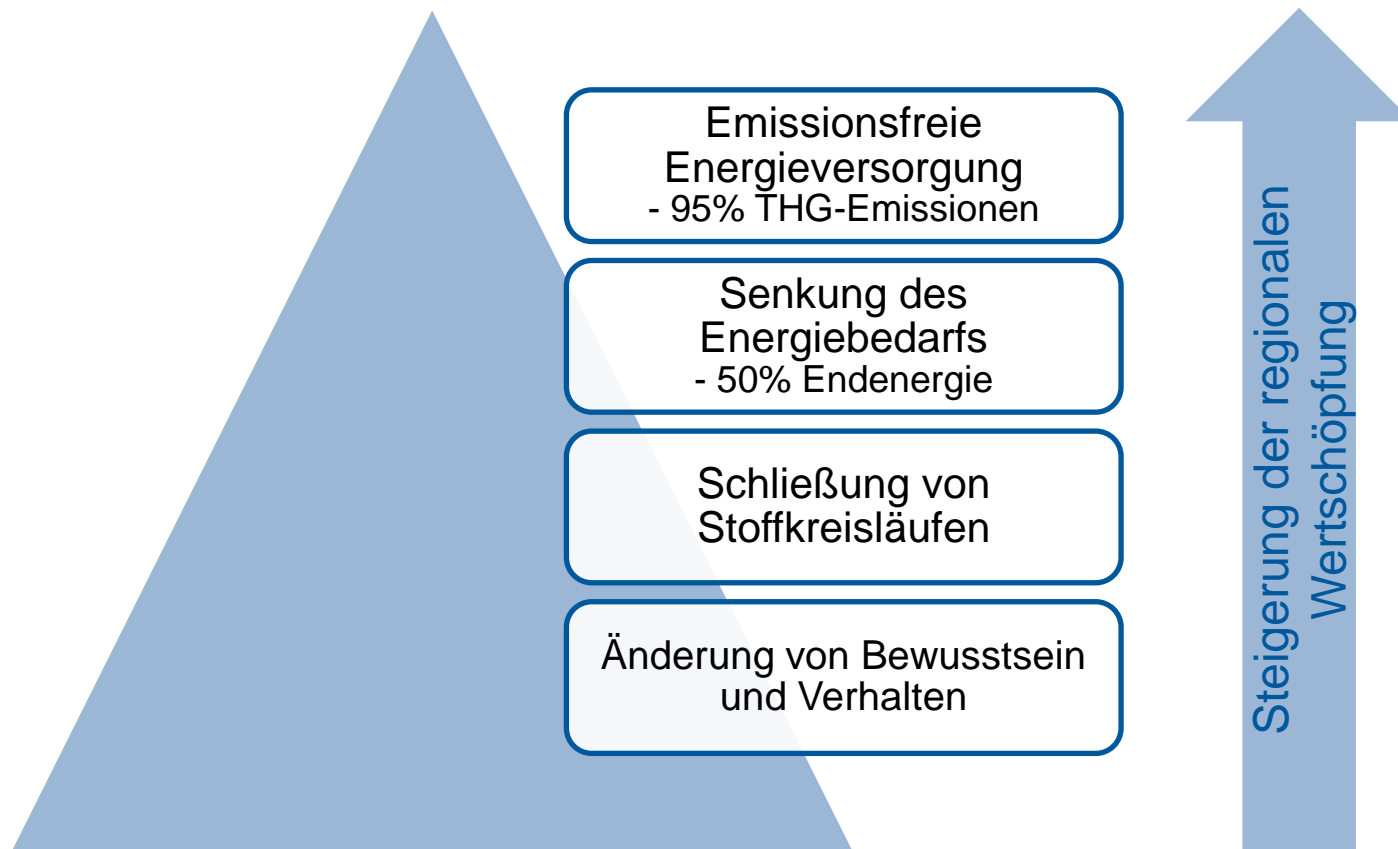 Emissionsfreie
Energieversorgung
- 95% THG-Emissionen
Senkung des
Energiebedarfs
- 50% Endenergie
Schließung von
Stoffkreisläufen
Änderung von Bewusstsein
und Verhalten
Steigerung der regionalen
Wertschöpfung